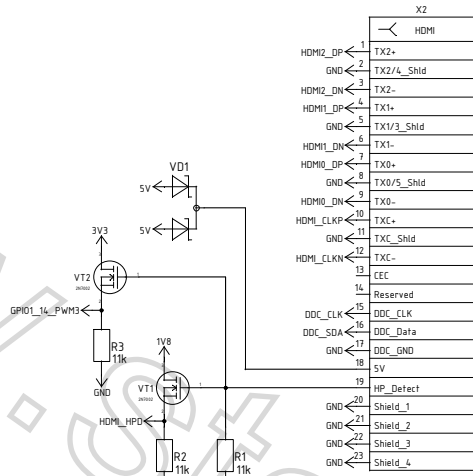 X2
HDMI
HDMI2_DP 1 TX2+
GND 2 TX2/4_Shld
HDMI2_DN 3 TX2-
HDMI1_DP 4 TX1+
GND 5 TX1/3_Shld
HDMI1_DN 6 TX1-
HDMI0_DP 7 TX0+
GND 8 TX0/5_Shld
HDMI0_DN 9 TX0-
HDMI_CLKP 10 TXC+
GND 11 TXC_Shld
HDMI_CLKN 12 TXC-
13 CEC
14 Reserved
DDC_CLK 15 DDC_CLK
DDC_SDA 16 DDC_Data
GND 17 DDC_GND
18 5V
19 HP_Detect
GND 20 Shield_1
GND 21 Shield_2
GND 22 Shield_3
GND 23 Shield_4
VD1
5V
5V
3V3
VT2
2N7002
1
GPIO1_14_PWM3
R3
11k
GND
1V8
VT1
2N7002
1
HDMI_HPD
R2
11k
R1
11k